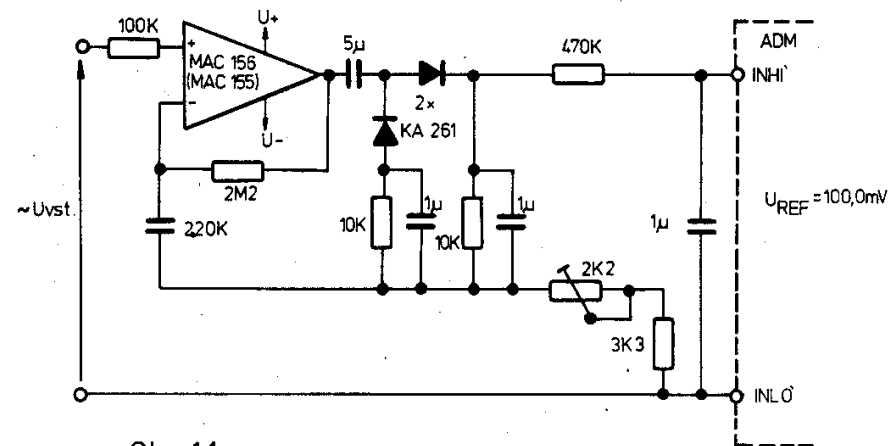 100K
+
MAC 156
(MAC 155)
-
U+
U-
5µ
2×
KA 261
470K
ADM
INHI'
2M2
220K
~Uvst.
10K
1µ
10K
1µ
1µ
UREF=100,0mV
2K2
3K3
INLO'